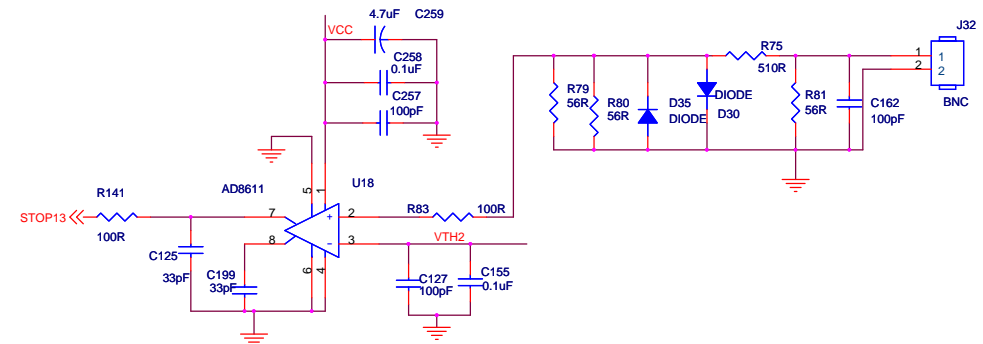 4.7uF C259
VCC
C258
0.1uF
C257
100pF
J32
R75
510R
1 1
2 2
BNC
R79
56R
R80
56R
D35
DIODE
DIODE
D30
R81
56R
C162
100pF
AD8611
U18
5 1
R141
STOP13
100R
7
8
+ 2
- 3
6 4
R83 100R
VTH2
C125
33pF
C199
33pF
C127
100pF
C155
0.1uF